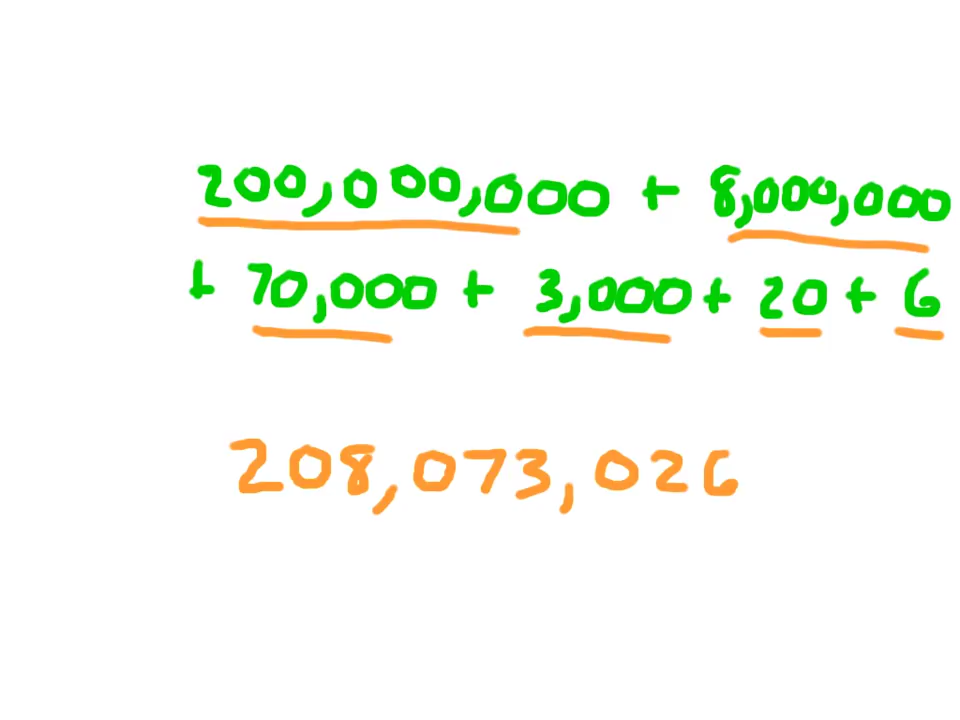 200,000,000 + 8,000,000
+ 70,000 + 3,000 + 20 + 6
208,073,026